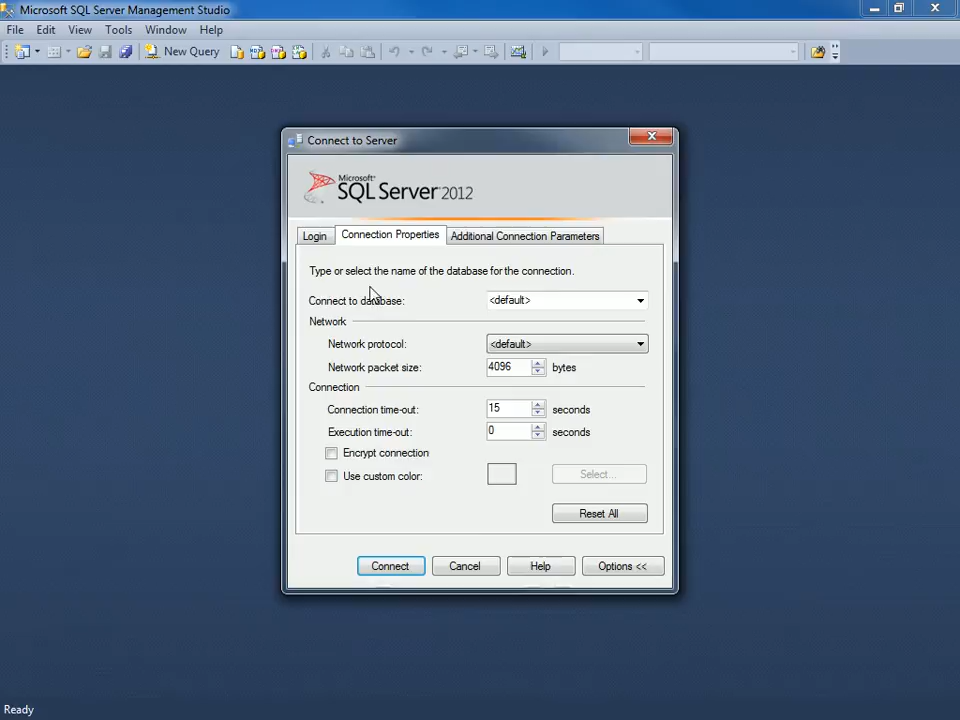 Microsoft SQL Server Management Studio
File Edit View Tools Window Help
New Query
Connect to Server
Microsoft®
SQL Server 2012
Login Connection Properties Additional Connection Parameters
Type or select the name of the database for the connection.
Connect to database: <default>
Network
Network protocol: <default>
Network packet size: 4096 bytes
Connection
Connection time-out: 15 seconds
Execution time-out: 0 seconds
Encrypt connection
Use custom color: Select...
Reset All
Connect Cancel Help Options <<
Ready